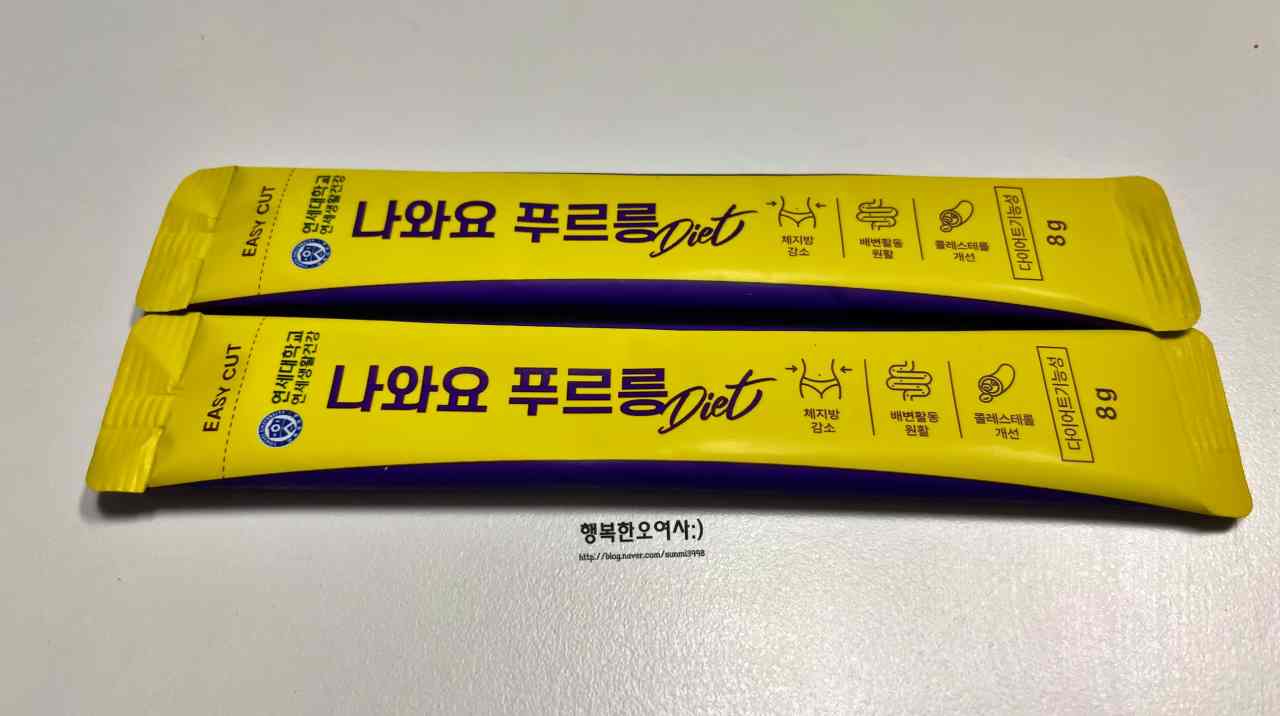 EASY CUT
연세대학교
연세생활건강
나와요 푸르릉 Diet
체지방
감소
배변활동
원활
콜레스테롤
개선
다이어트기능성
8g
EASY CUT
연세대학교
연세생활건강
나와요 푸르릉 Diet
체지방
감소
배변활동
원활
콜레스테롤
개선
다이어트기능성
8g
행복한오여사:)
http://blog.naver.com/sunmi3998